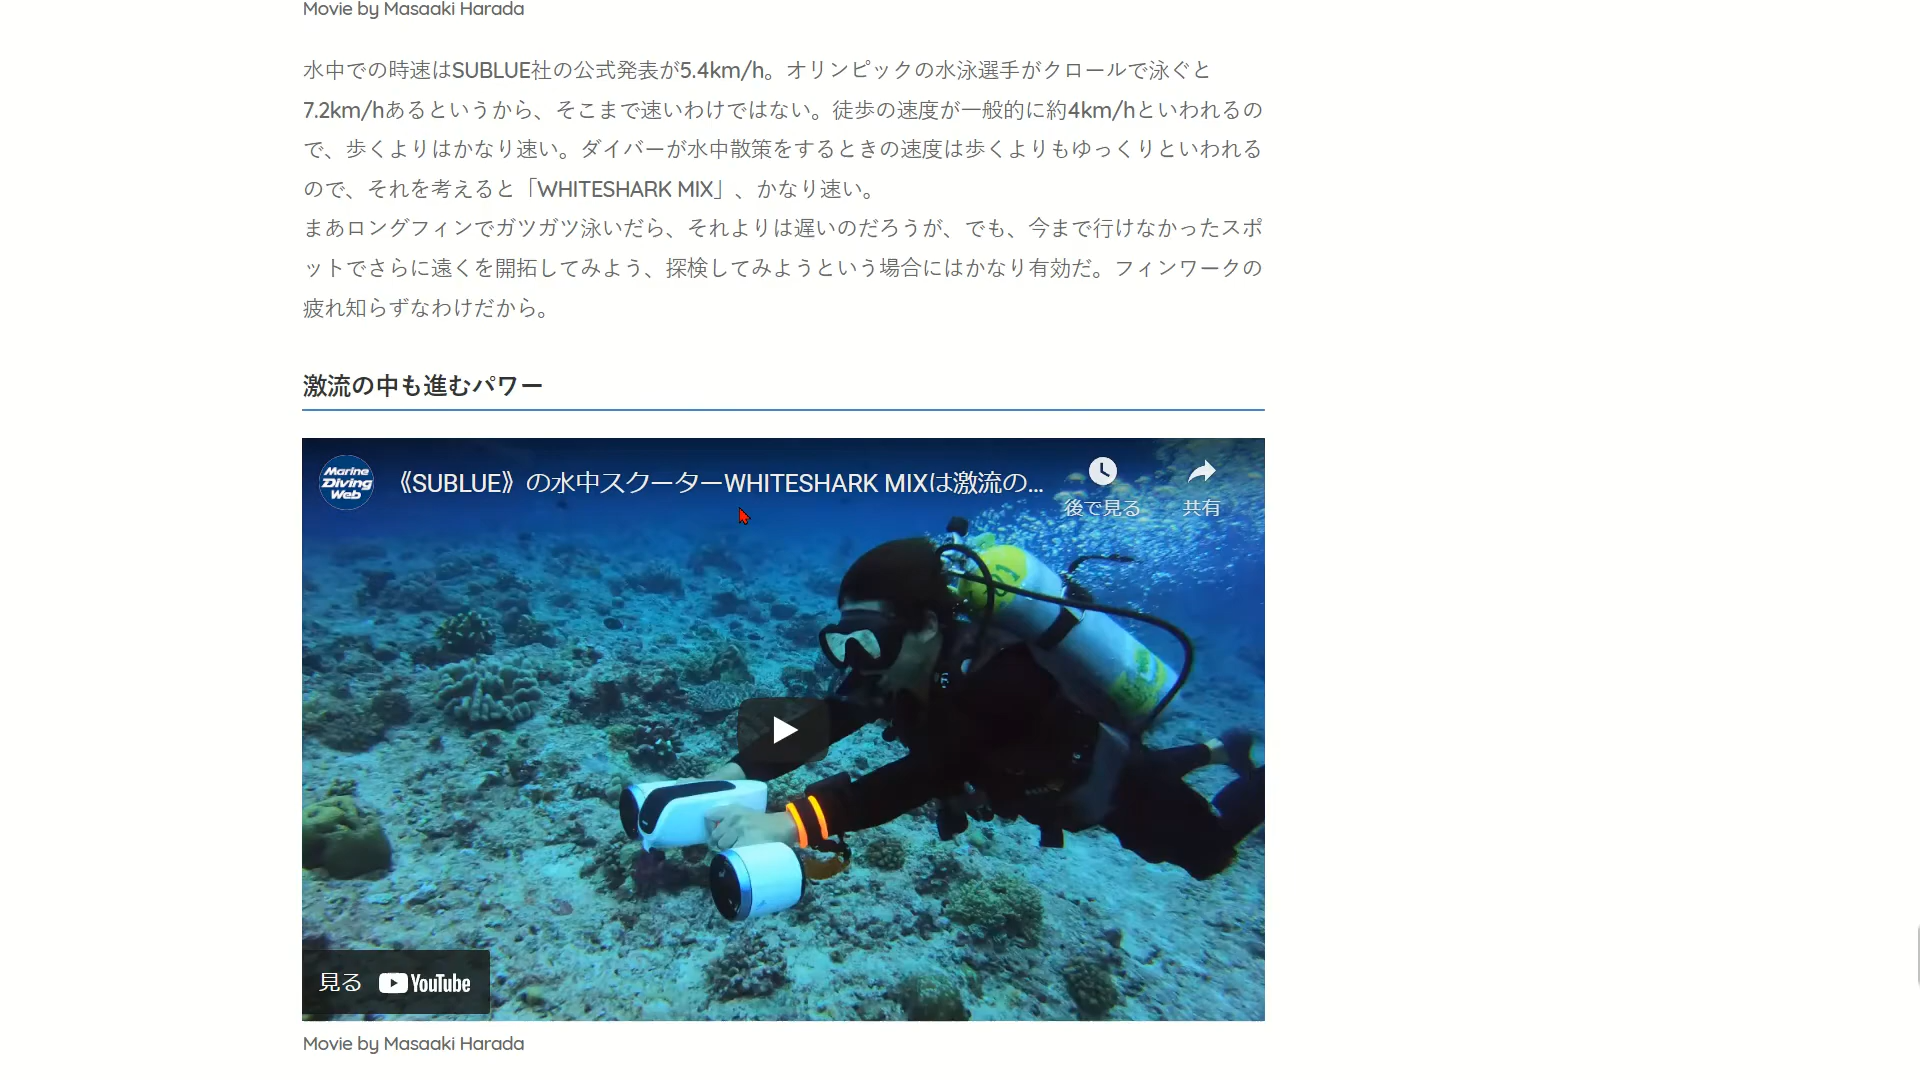 Movie by Masaaki Harada
水中での時速はSUBLUE社の公式発表が5.4km/h。オリンピックの水泳選手がクロールで泳ぐと
7.2km/hあるというから、そこまで速いわけではない。徒歩の速度が一般的に約4km/hといわれるの
で、歩くよりはかなり速い。ダイバーが水中散策をするときの速度は歩くよりもゆっくりといわれる
ので、それを考えると「WHITESHARK MIX」、かなり速い。
まあロングフィンでガツガツ泳いだら、それよりは遅いのだろうが、でも、今まで行けなかったスポ
ットでさらに遠くを開拓してみよう、探検してみようという場合にはかなり有効だ。フィンワークの
疲れ知らずなわけだから。
激流の中も進むパワー
Marine
Diving
Web
《SUBLUE》の水中スクーターWHITESHARK MIXは激流の...
後で見る
共有
見る YouTube
Movie by Masaaki Harada